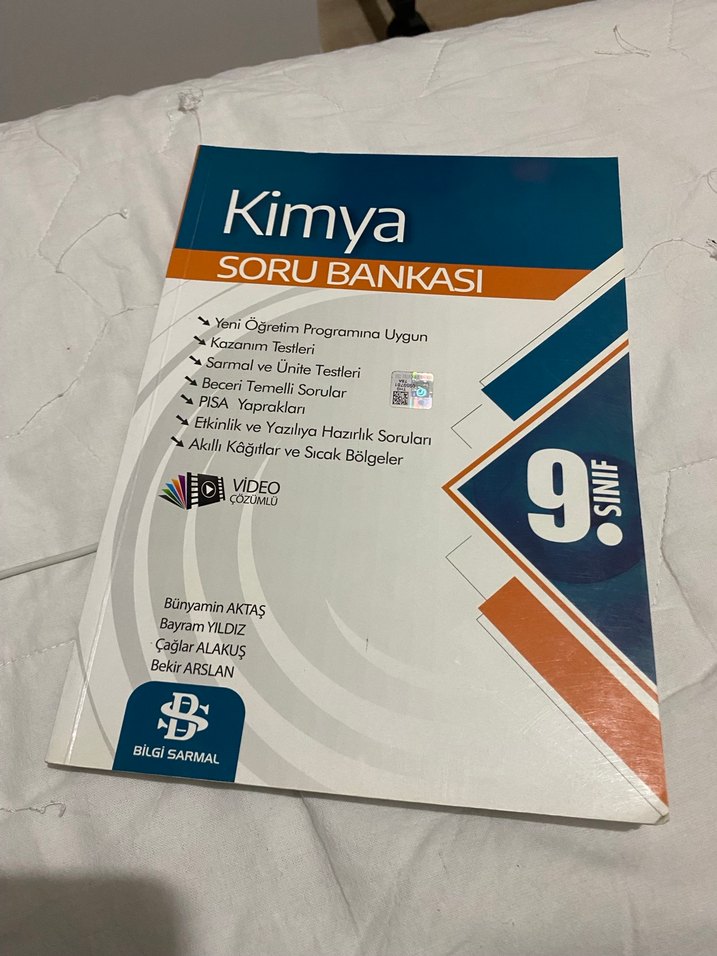 Kimya
SORU BANKASI
Yeni Öğretim Programına Uygun
Kazanım Testleri
Sarmal ve Ünite Testleri
Beceri Temelli Sorular
PISA Yaprakları
Etkinlik ve Yazılıya Hazırlık Soruları
Akıllı Kâğıtlar ve Sıcak Bölgeler
VİDEO
ÇÖZÜMLÜ
9.
SINIF
Bünyamin AKTAŞ
Bayram YILDIZ
Çağlar ALAKUŞ
Bekir ARSLAN
BİLGİ SARMAL